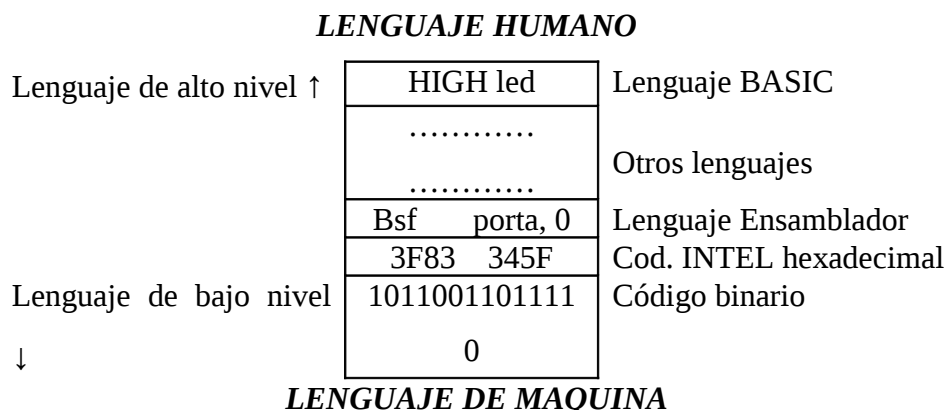 LENGUAJE HUMANO
Lenguaje de alto nivel ↑ HIGH led Lenguaje BASIC
…………
Otros lenguajes
…………
Bsf porta, 0 Lenguaje Ensamblador
3F83 345F Cod. INTEL hexadecimal
Lenguaje de bajo nivel 1011001101111 Código binario
↓ 0
LENGUAJE DE MAQUINA